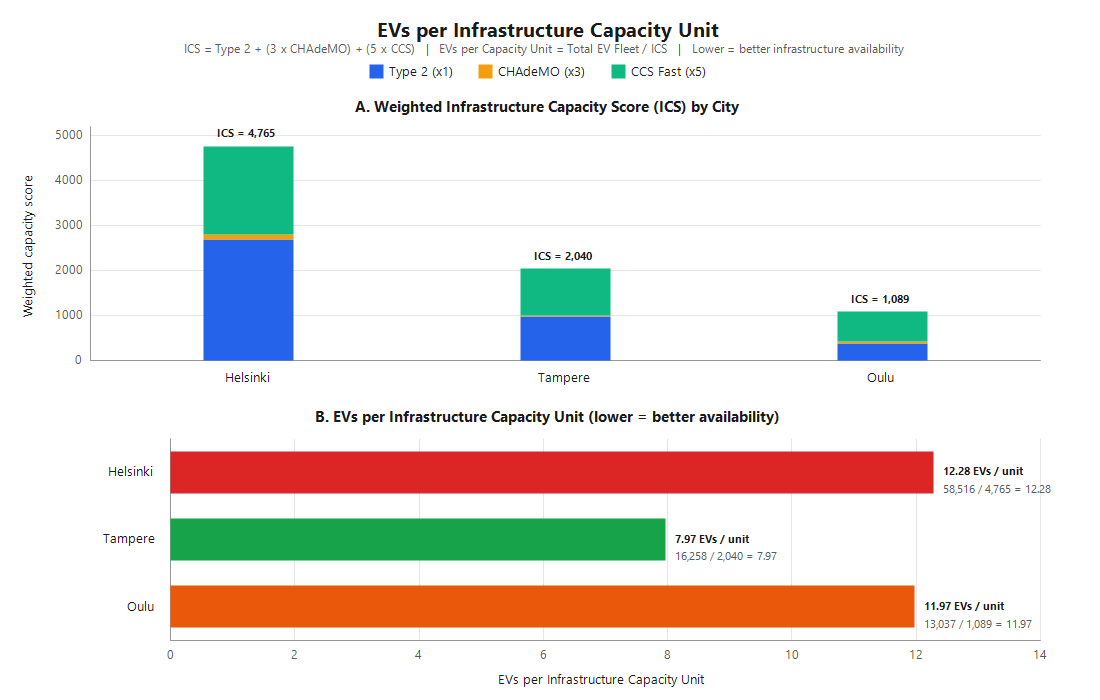 EVs per Infrastructure Capacity Unit
ICS = Type 2 + (3 x CHAdeMO) + (5 x CCS) | EVs per Capacity Unit = Total EV Fleet / ICS | Lower = better infrastructure availability
Type 2 (x1) CHAdeMO (x3) CCS Fast (x5)
A. Weighted Infrastructure Capacity Score (ICS) by City
Weighted capacity score
5000
4000
3000
2000
1000
0
ICS = 4,765
ICS = 2,040
ICS = 1,089
Helsinki Tampere Oulu
B. EVs per Infrastructure Capacity Unit (lower = better availability)
Helsinki
12.28 EVs / unit
58,516 / 4,765 = 12.28
Tampere
7.97 EVs / unit
16,258 / 2,040 = 7.97
Oulu
11.97 EVs / unit
13,037 / 1,089 = 11.97
0 2 4 6 8 10 12 14
EVs per Infrastructure Capacity Unit